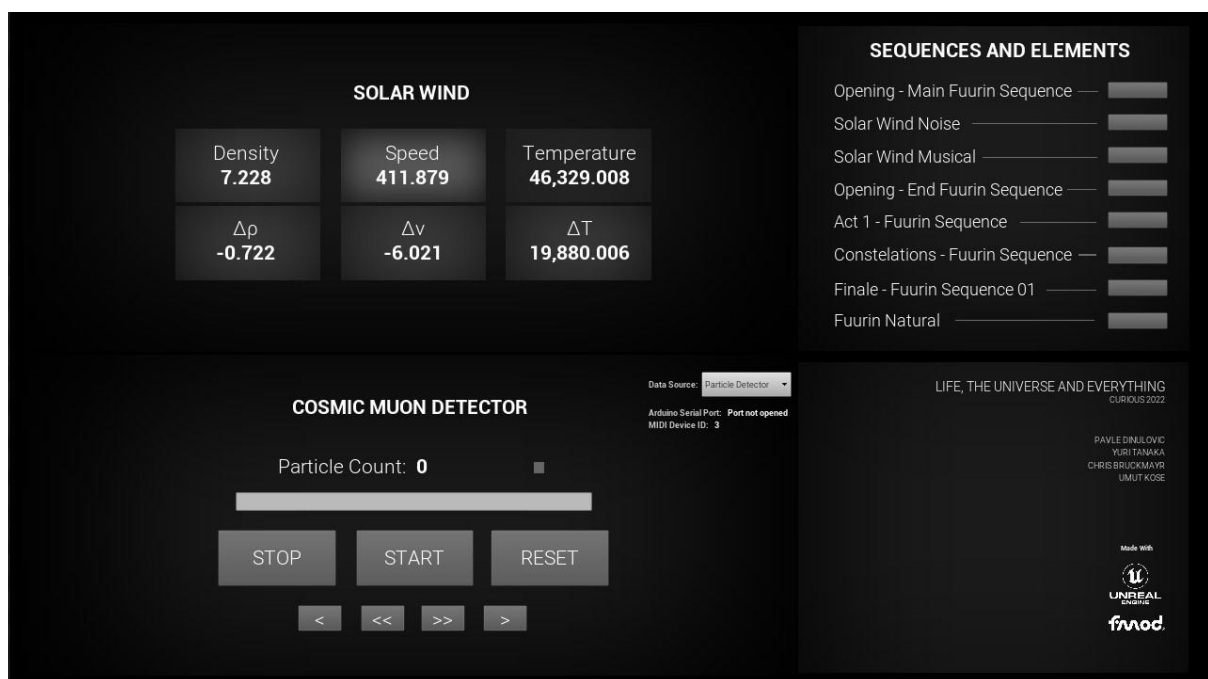 SOLAR WIND
Density
7.228
Speed
411.879
Temperature
46,329.008
Δρ
-0.722
Δv
-6.021
ΔT
19,880.006
SEQUENCES AND ELEMENTS
Opening - Main Fuurin Sequence
Solar Wind Noise
Solar Wind Musical
Opening - End Fuurin Sequence
Act 1 - Fuurin Sequence
Constelations - Fuurin Sequence
Finale - Fuurin Sequence 01
Fuurin Natural
COSMIC MUON DETECTOR
Data Source: Particle Detector
Arduino Serial Port: Port not opened
MIDI Device ID: 3
Particle Count: 0
STOP START RESET
< << >> >
LIFE, THE UNIVERSE AND EVERYTHING
CURIOUS 2022
PAVLE DINULOVIC
YURI TANAKA
CHRIS BRUCKMAYR
UMUT KOSE
Made With
UNREAL
ENGINE
fmod